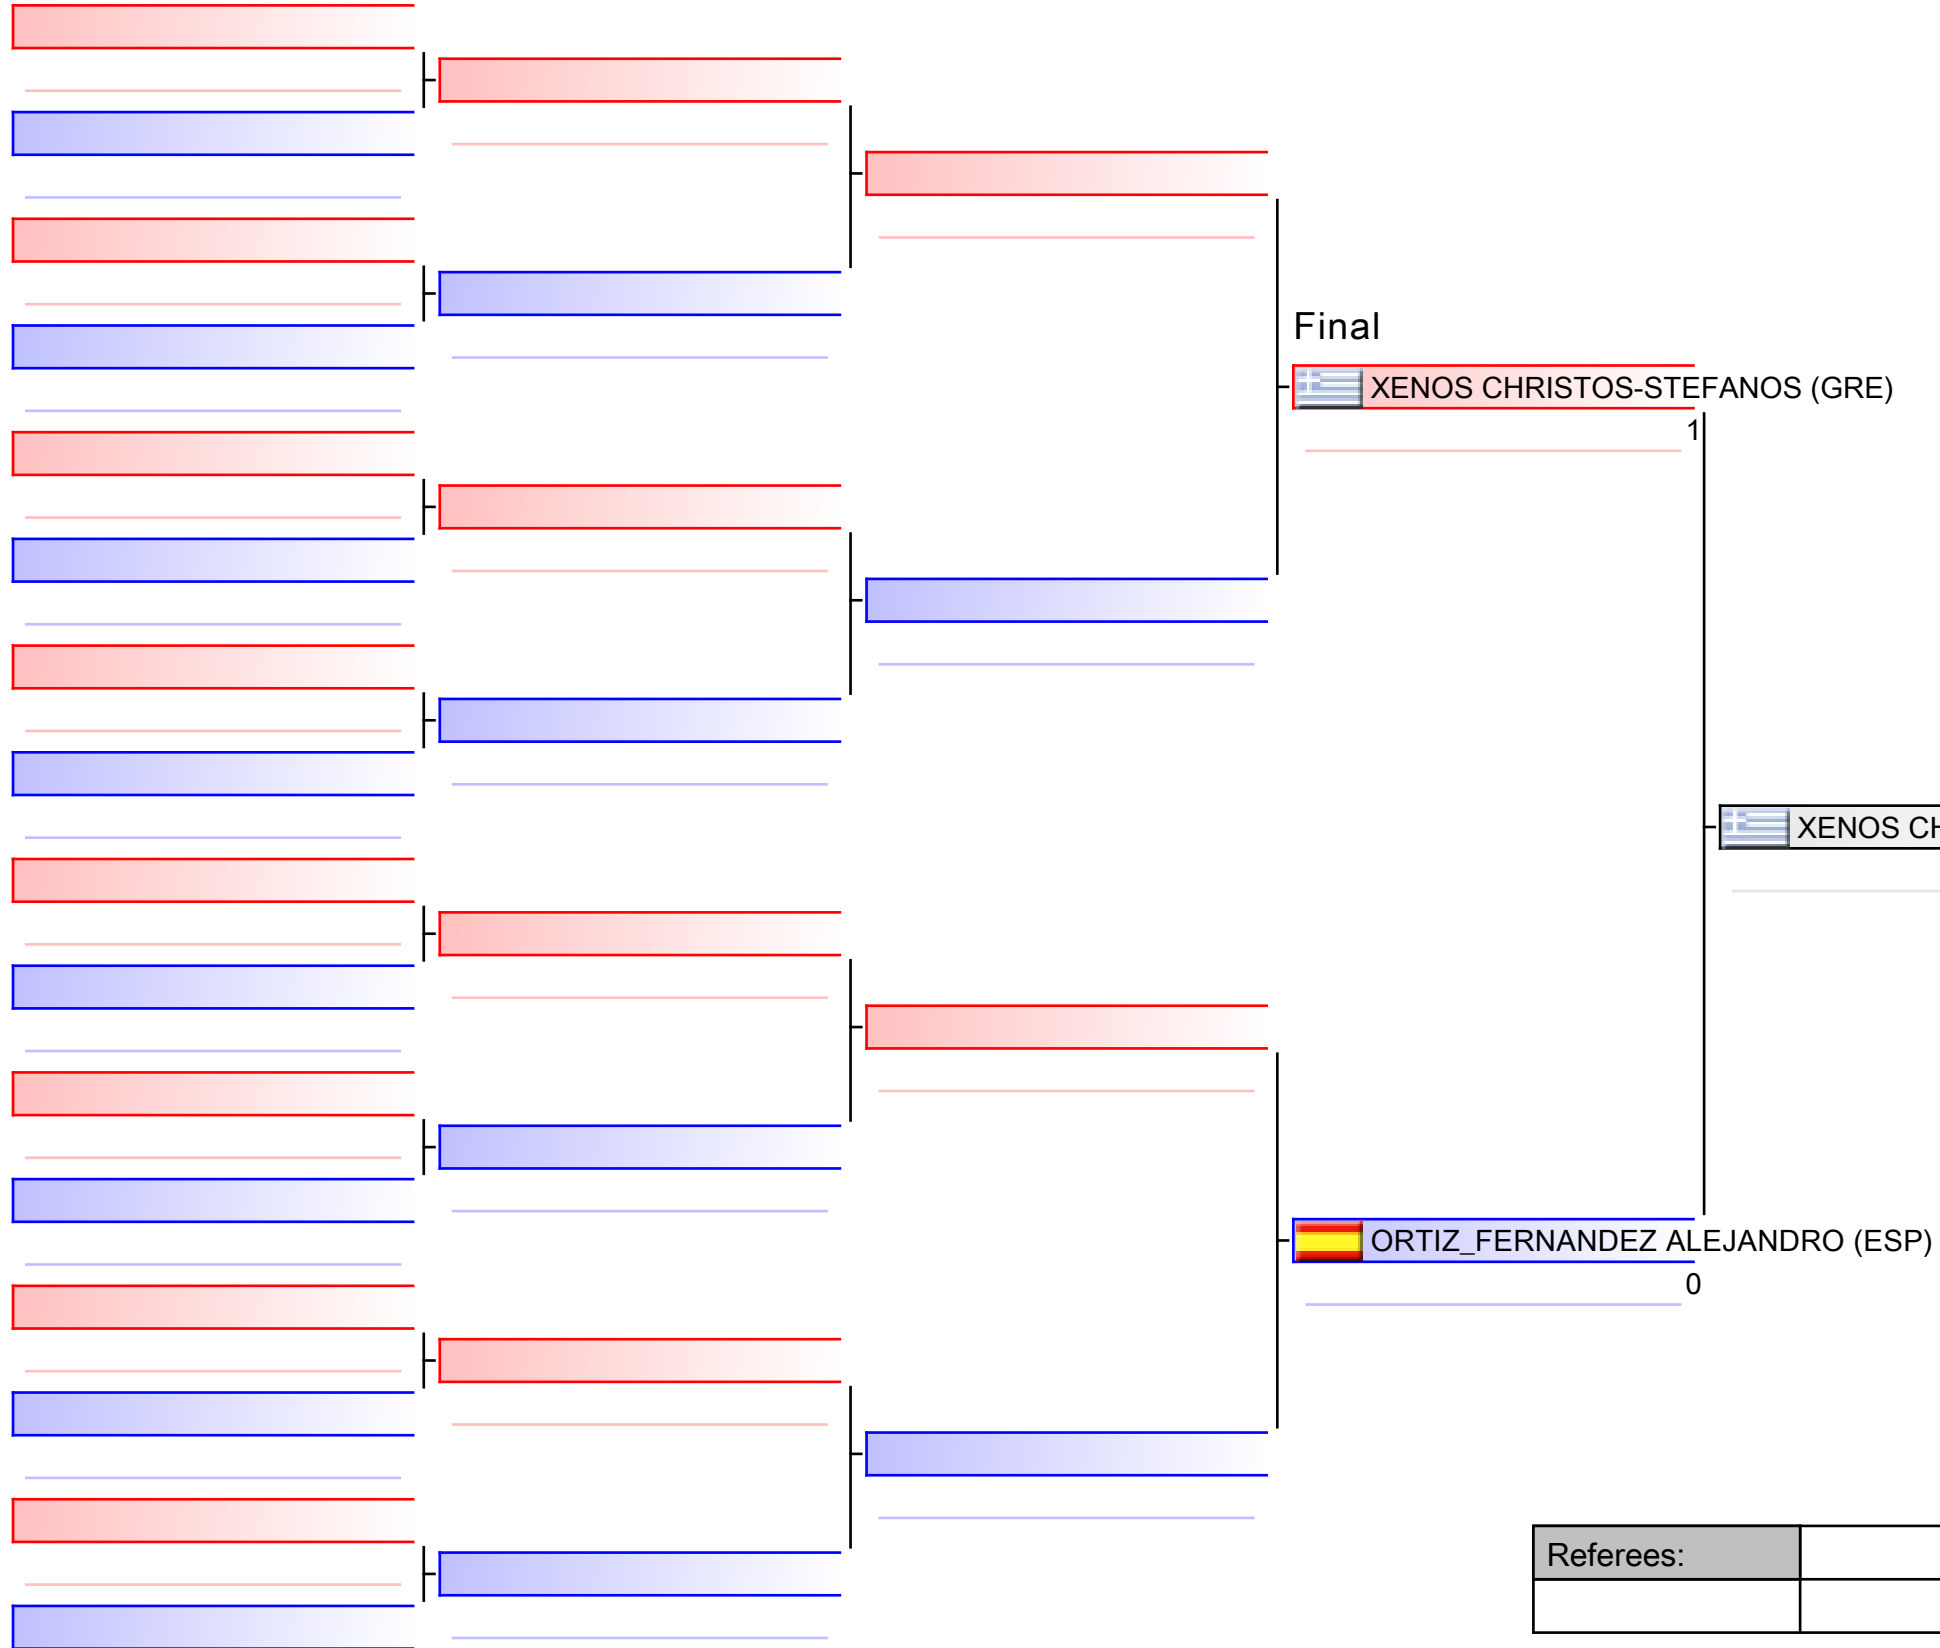 Final
XENOS CHRISTOS-STEFANOS (GRE)
1
XENOS CH
ORTIZ_FERNANDEZ ALEJANDRO (ESP)
0
Referees: